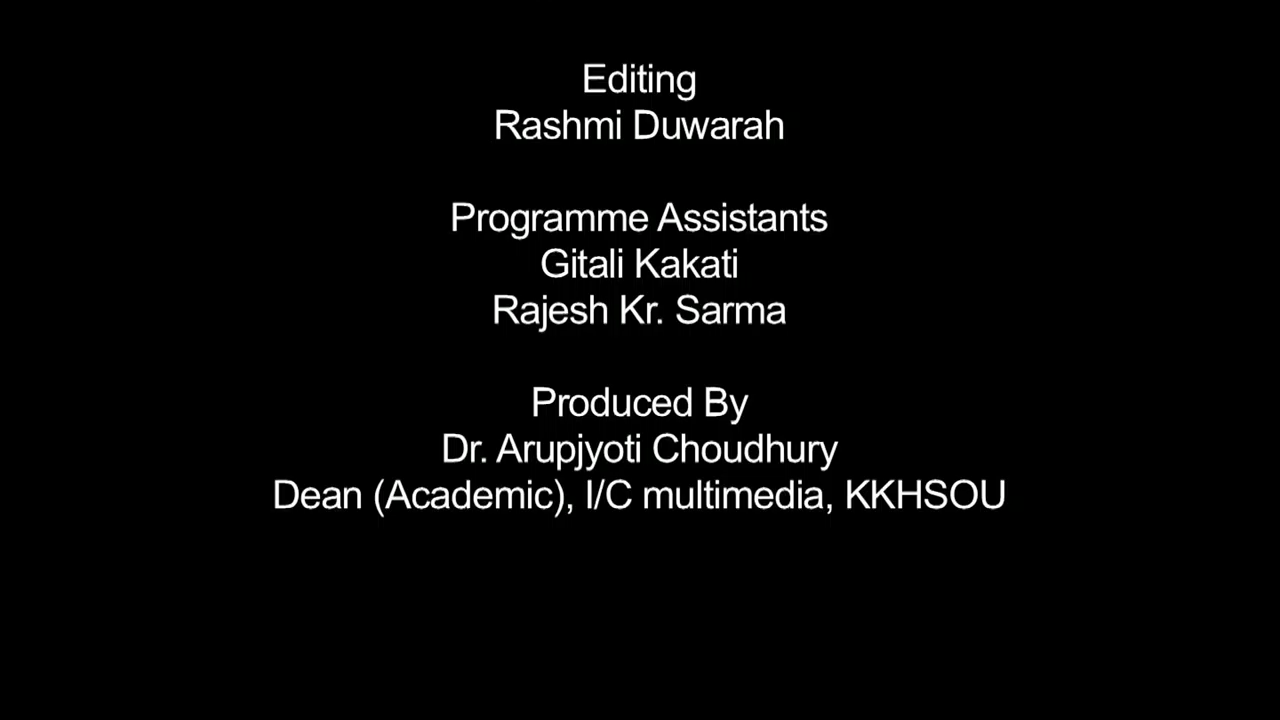 Editing
Rashmi Duwarah
Programme Assistants
Gitali Kakati
Rajesh Kr. Sarma
Produced By
Dr. Arupjyoti Choudhury
Dean (Academic), I/C multimedia, KKHSOU